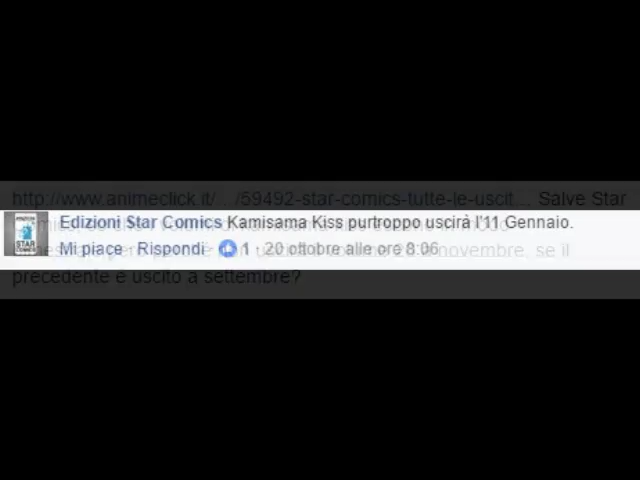 http://www.animeclick.it/.../59492-star-comics-tutte-le-uscit... Salve Star
Edizioni Star Comics Kamisama Kiss purtroppo uscirà l'11 Gennaio.
Mi piace · Rispondi · 1 · 20 ottobre alle ore 8:06
novembre, se il
precedente è uscito a settembre?